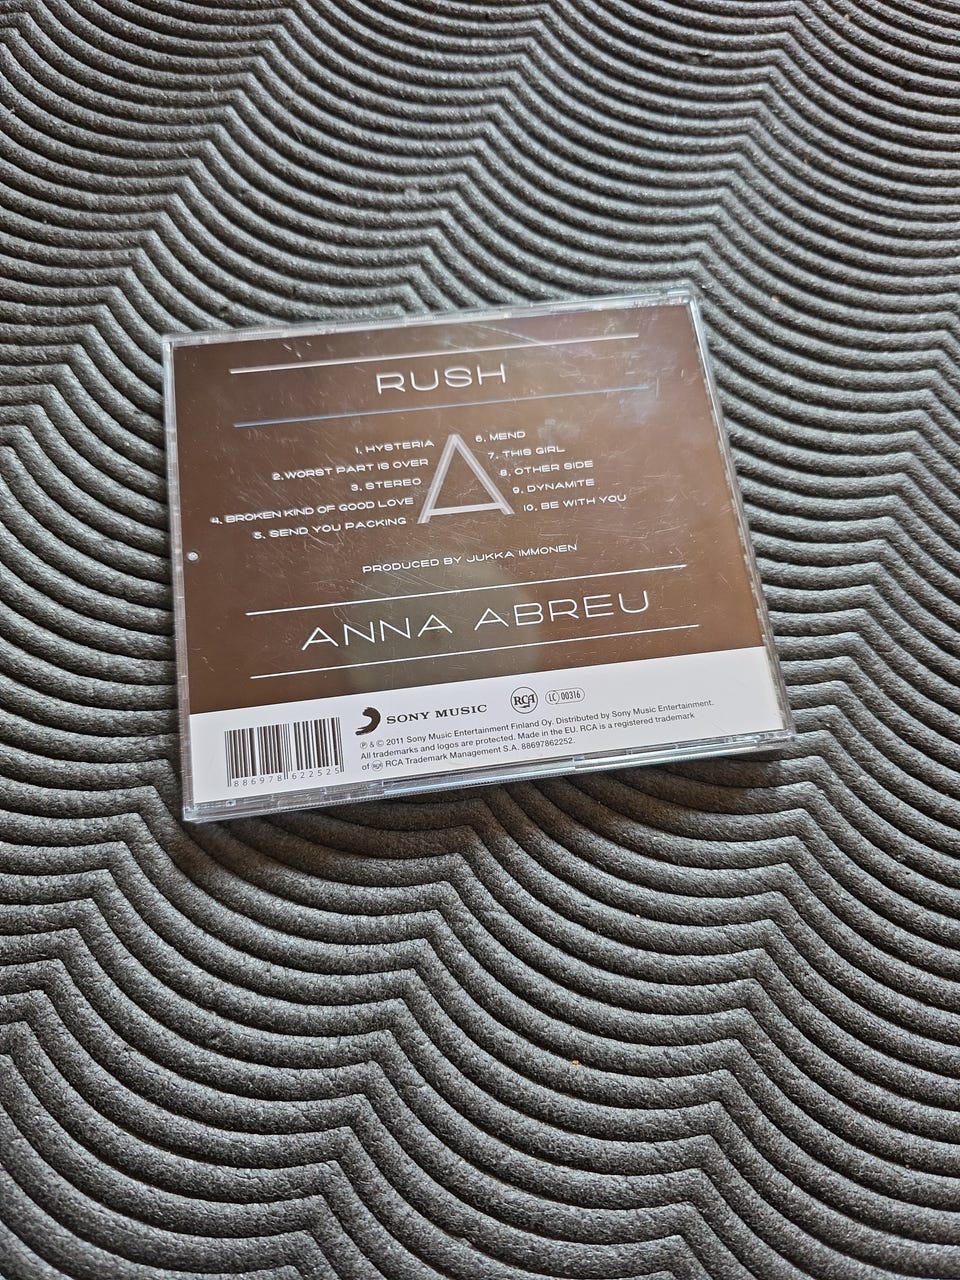 RUSH
1. HYSTERIA
2. WORST PART IS OVER
3. STEREO
4. BROKEN KIND OF GOOD LOVE
5. SEND YOU PACKING
A
6. MEND
7. THIS GIRL
8. OTHER SIDE
9. DYNAMITE
10. BE WITH YOU
PRODUCED BY JUKKA IMMONEN
ANNA ABREU
SONY MUSIC
RCA
LC 00316
℗ & © 2011 Sony Music Entertainment Finland Oy. Distributed by Sony Music Entertainment.
All trademarks and logos are protected. Made in the EU. RCA is a registered trademark
of RCA RCA Trademark Management S.A. 88697862252.
886978 622525